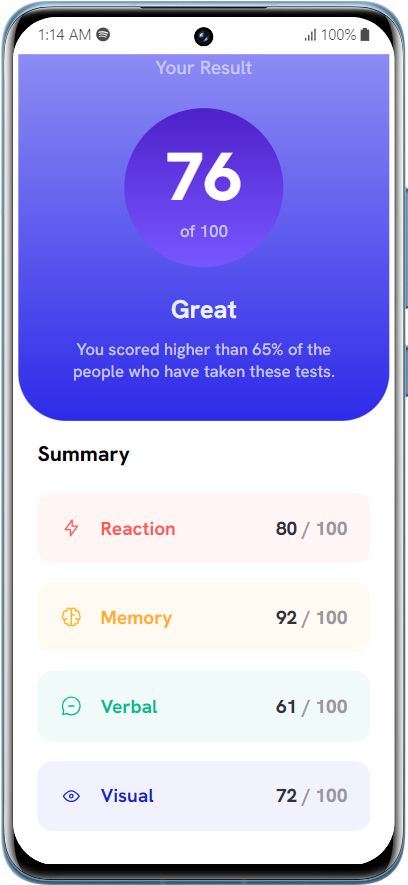 1:14 AM 100%
Your Result
76
of 100
Great
You scored higher than 65% of the
people who have taken these tests.
Summary
Reaction 80 / 100
Memory 92 / 100
Verbal 61 / 100
Visual 72 / 100